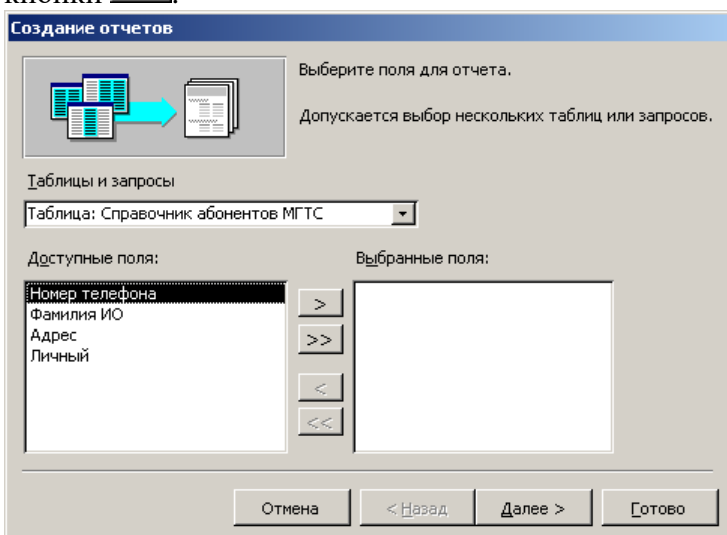 кнопки
Создание отчетов
Выберите поля для отчета.
Допускается выбор нескольких таблиц или запросов.
Таблицы и запросы
Таблица: Справочник абонентов МГТС
Доступные поля:
Выбранные поля:
Номер телефона
Фамилия ИО
Адрес
Личный
>
>>
<
<<
Отмена
< Назад
Далее >
Готово